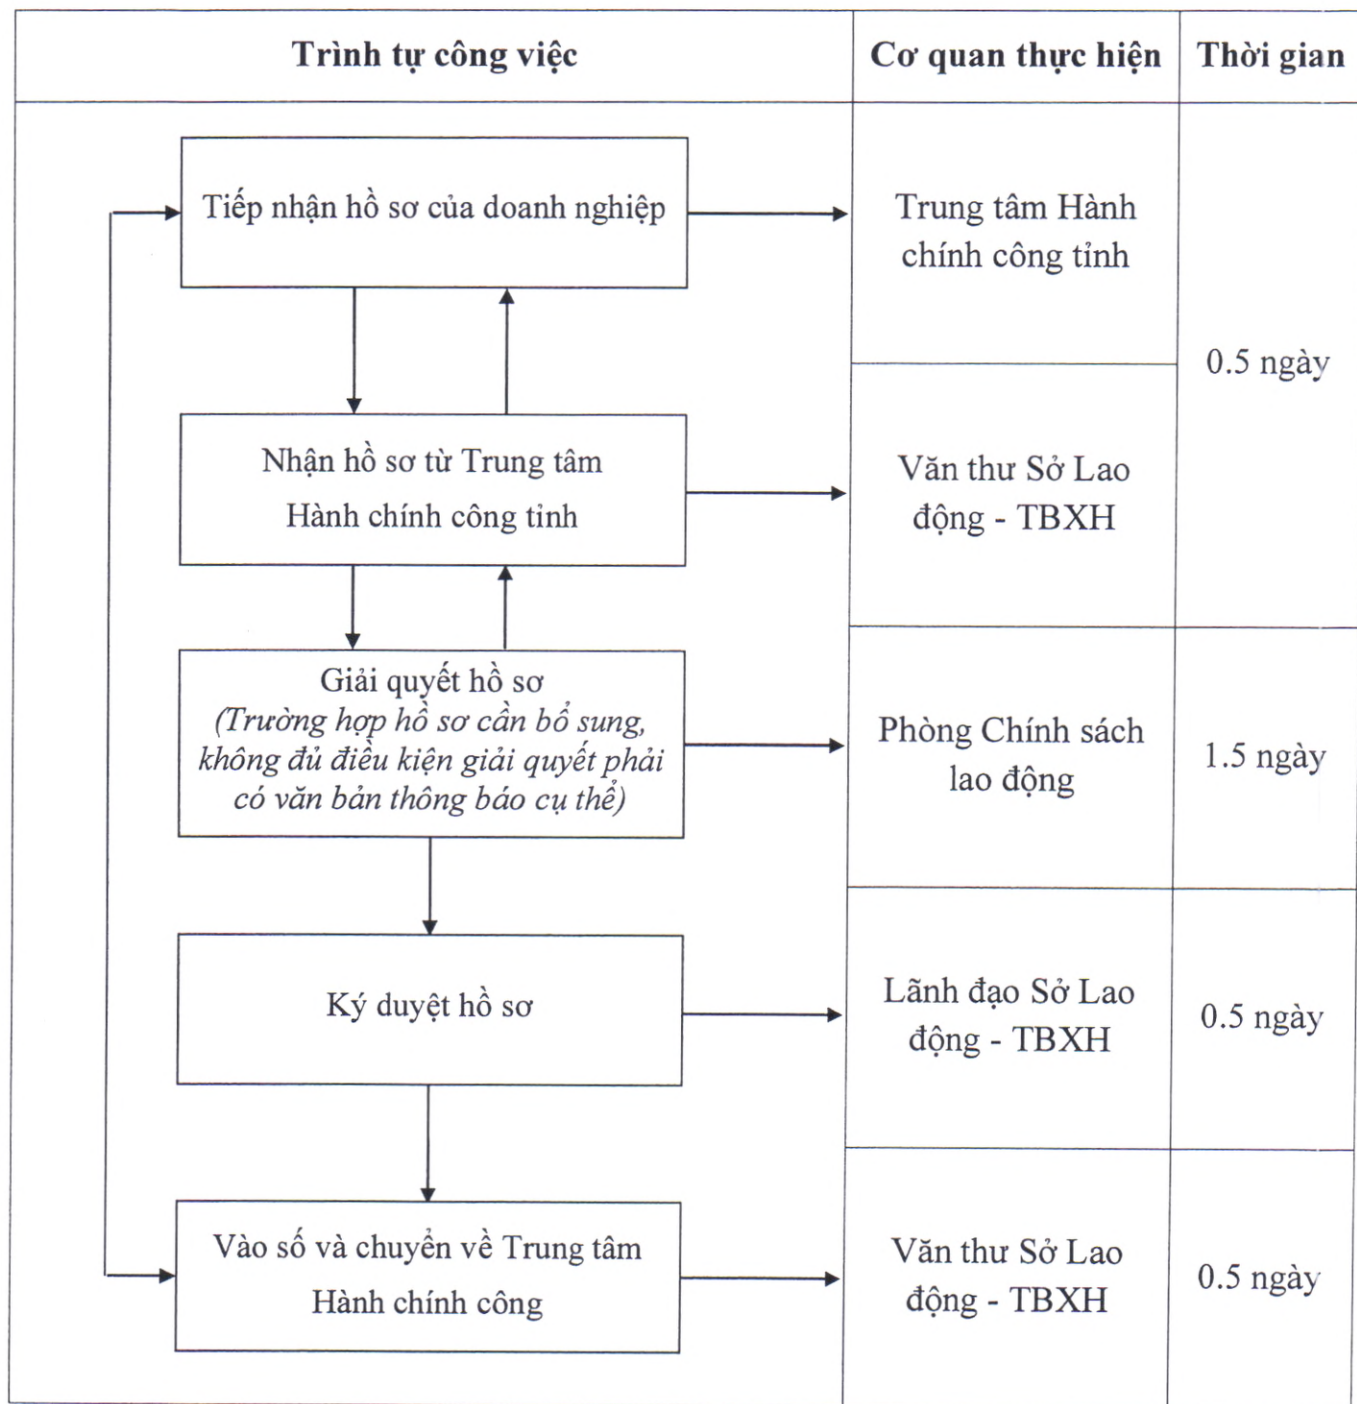 Trình tự công việc
Cơ quan thực hiện
Thời gian
Tiếp nhận hồ sơ của doanh nghiệp
Trung tâm Hành
chính công tỉnh
0.5 ngày
Nhận hồ sơ từ Trung tâm
Hành chính công tỉnh
Văn thư Sở Lao
động - TBXH
Giải quyết hồ sơ
(Trường hợp hồ sơ cần bổ sung,
không đủ điều kiện giải quyết phải
có văn bản thông báo cụ thể)
Phòng Chính sách
lao động
1.5 ngày
Ký duyệt hồ sơ
Lãnh đạo Sở Lao
động - TBXH
0.5 ngày
Vào số và chuyển về Trung tâm
Hành chính công
Văn thư Sở Lao
động - TBXH
0.5 ngày